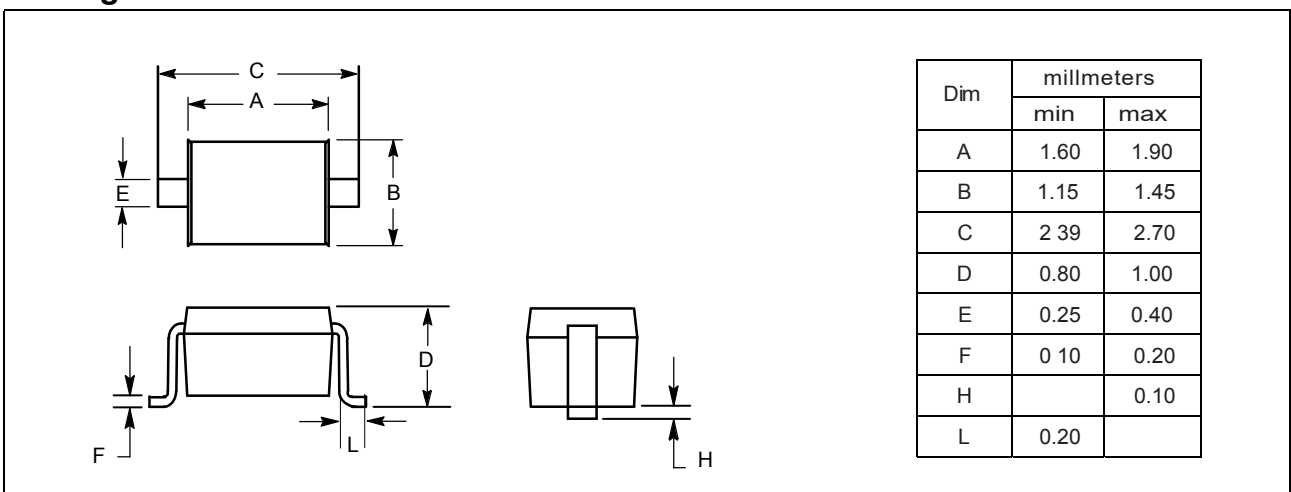 C
A
E
B
D
F
L
H
Dim millmeters
min max
A 1.60 1.90
B 1.15 1.45
C 2 39 2.70
D 0.80 1.00
E 0.25 0.40
F 0 10 0.20
H 0.10
L 0.20